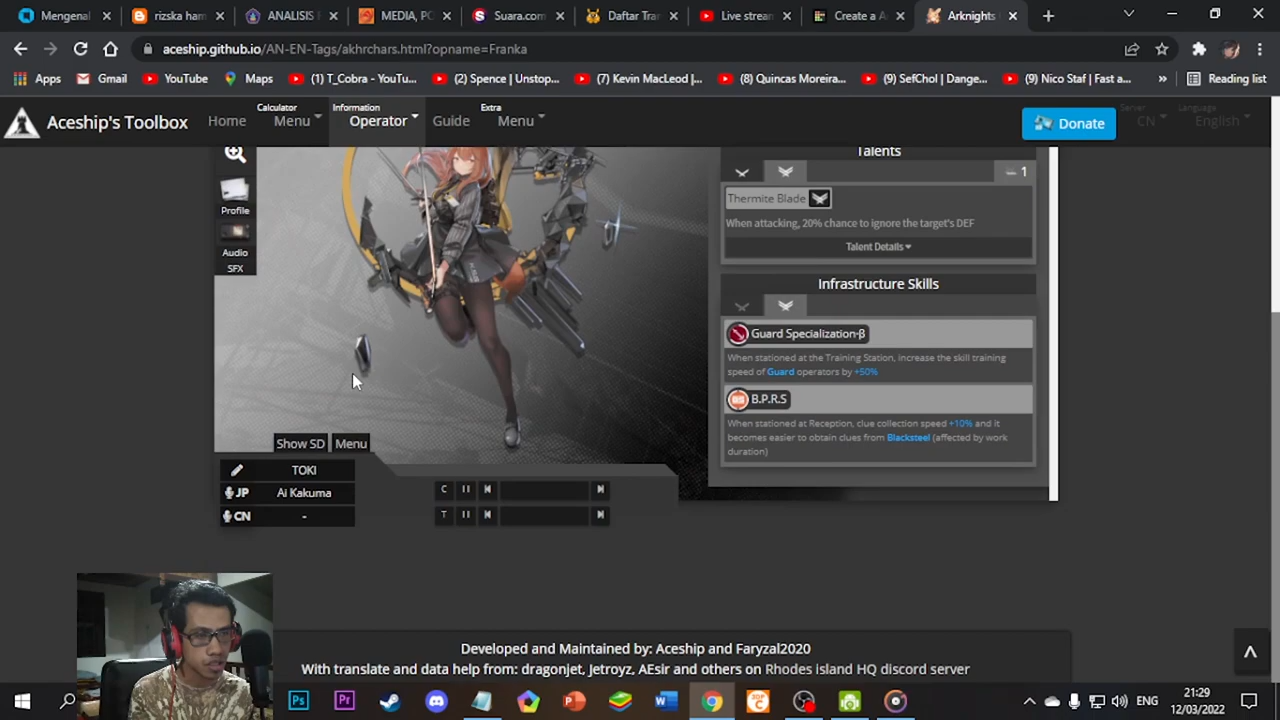 Mengenal
rizska ham
ANALISIS F
MEDIA, PO
Suara.com
Daftar Tra
Live stream
Create a A
Arknights
aceship.github.io/AN-EN-Tags/akhrchars.html?opname=Franka
Apps
Gmail
YouTube
Maps
(1) T_Cobra - YouTu...
(2) Spence | Unstop...
(7) Kevin MacLeod |...
(8) Quincas Moreira...
(9) SefChol | Dange...
(9) Nico Staf | Fast a...
Reading list
Aceship's Toolbox
Home
Calculator
Menu
Information
Operator
Guide
Extra
Menu
Donate
Server
CN
Language
English
Profile
Audio
SFX
Talents
1
Thermite Blade
When attacking, 20% chance to ignore the target's DEF
Talent Details
Infrastructure Skills
Guard Specialization·β
When stationed at the Training Station, increase the skill training
speed of Guard operators by +50%
B.P.R.S
When stationed at Reception, clue collection speed +10% and it
becomes easier to obtain clues from Blacksteel (affected by work
duration)
Show SD
Menu
TOKI
JP
Ai Kakuma
CN
-
C
T
Developed and Maintained by: Aceship and Faryzal2020
With translate and data help from: dragonjet, Jetroyz, AEsir and others on Rhodes island HQ discord server
ENG
21:29
12/03/2022